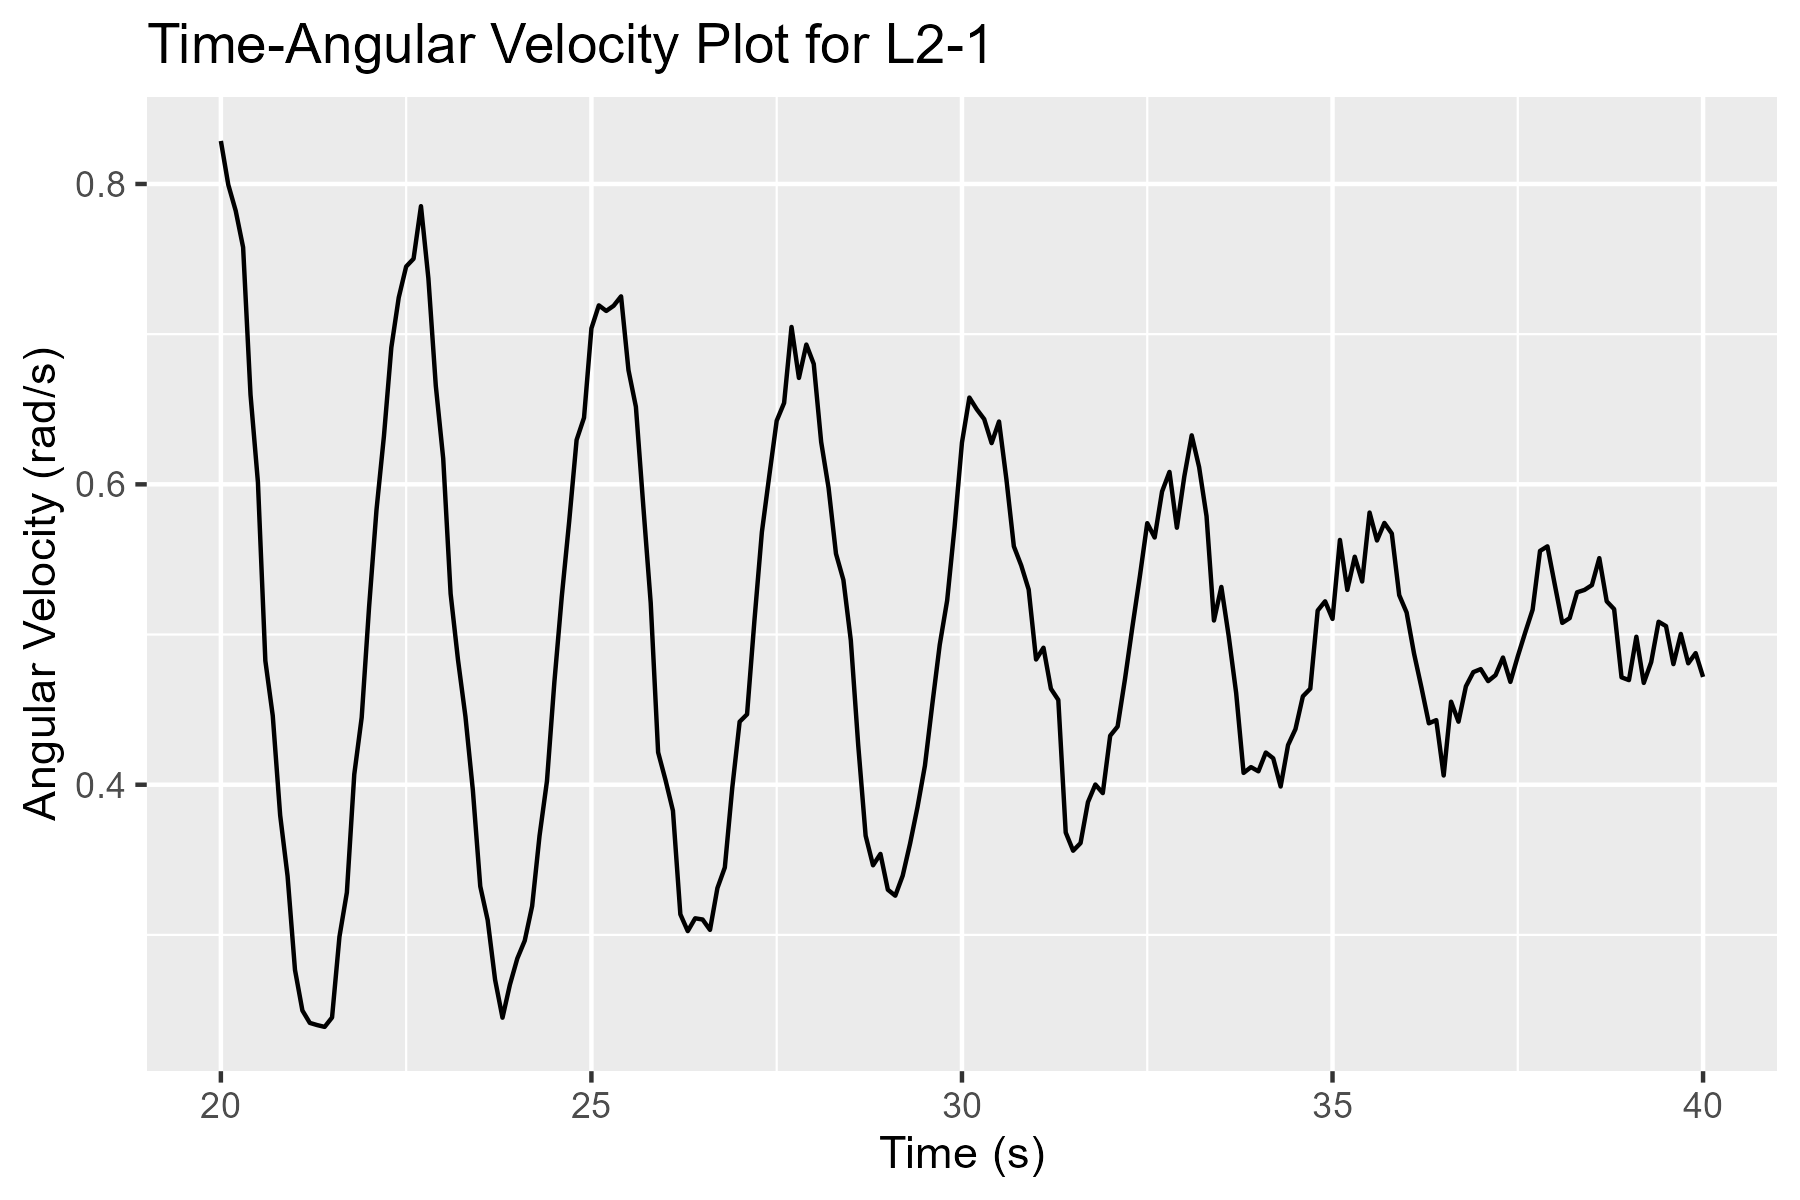 Time-Angular Velocity Plot for L2-1
Angular Velocity (rad/s)
0.8
0.6
0.4
20 25 30 35 40
Time (s)